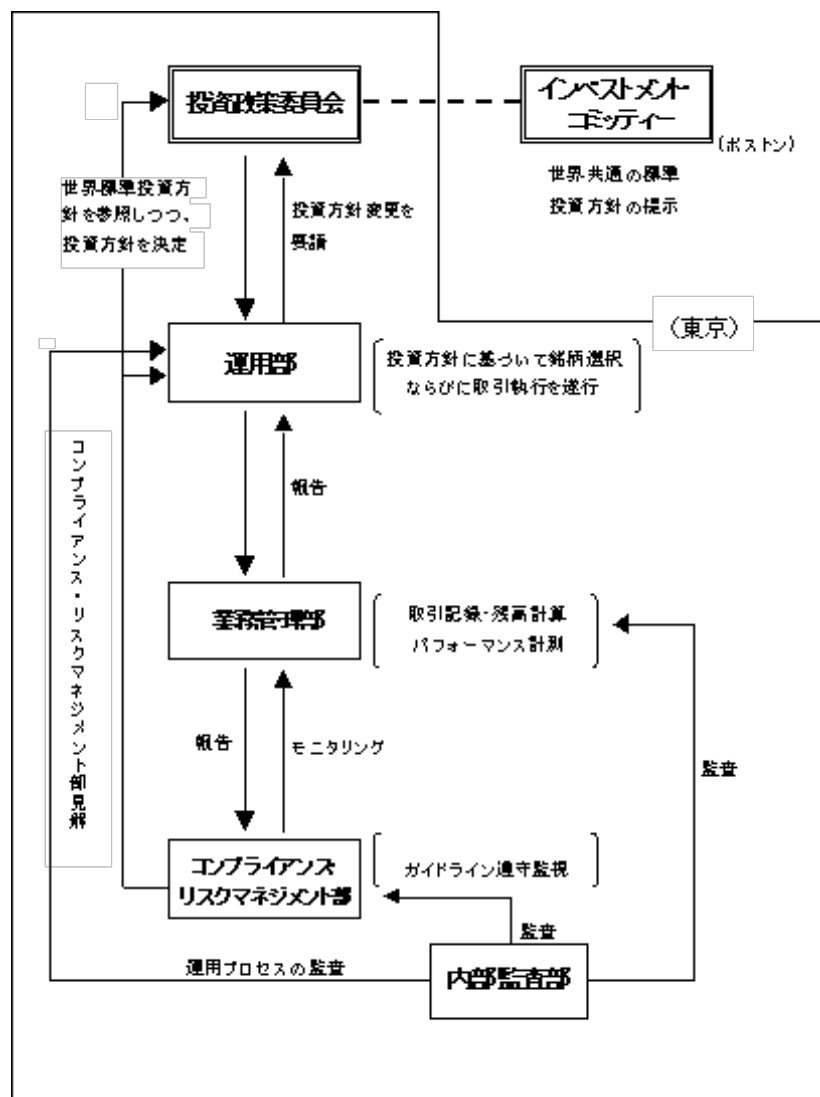 投資政策委員会
インベストメント・
コミッティー
(ボストン)
世界共通の標準
投資方針の提示
世界標準投資方
針を参照しつつ、
投資方針を決定
投資方針変更を
要請
(東京)
運用部
投資方針に基づいて銘柄選択
ならびに取引執行を遂行
コンプライアンス・リスクマネジメント部見解
報告
業務管理部
取引記録・残高計算
パフォーマンス計測
報告
モニタリング
監査
コンプライアンス・
リスクマネジメント部
ガイドライン遵守監視
監査
運用プロセスの監査
内部監査部